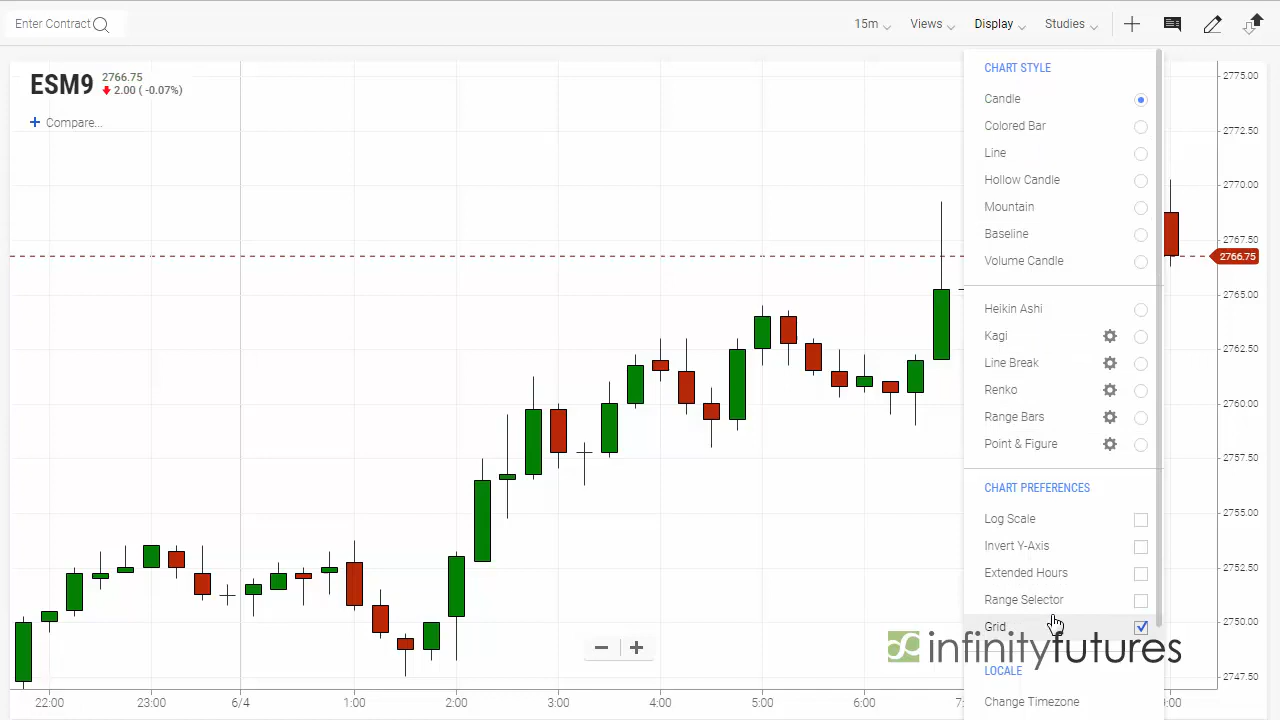 Enter Contract
15m
Views
Display
Studies
ESM9
2766.75
2.00 ( -0.07%)
+ Compare...
CHART STYLE
Candle
Colored Bar
Line
Hollow Candle
Mountain
Baseline
Volume Candle
Heikin Ashi
Kagi
Line Break
Renko
Range Bars
Point & Figure
CHART PREFERENCES
Log Scale
Invert Y-Axis
Extended Hours
Range Selector
Grid
infinityfutures
LOCALE
Change Timezone
2775.00
2772.50
2770.00
2767.50
2766.75
2765.00
2762.50
2760.00
2757.50
2755.00
2752.50
2750.00
2747.50
22:00
23:00
6/4
1:00
2:00
3:00
4:00
5:00
6:00